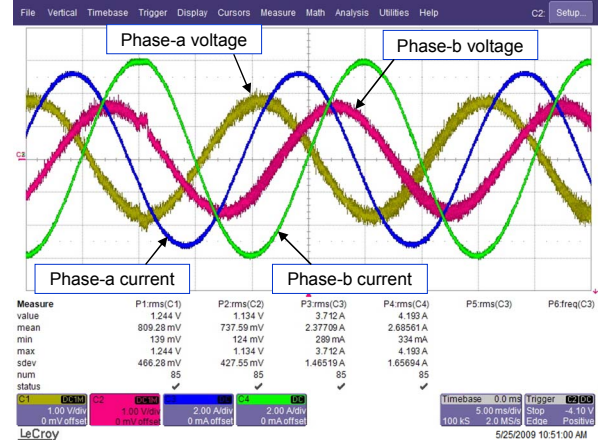 File Vertical Timebase Trigger Display Cursors Measure Math Analysis Utilities Help C2: Setup...
Phase-a voltage
Phase-b voltage
C3
Phase-a current
Phase-b current
Measure P1:rms(C1) P2:rms(C2) P3:rms(C3) P4:rms(C4) P5:rms(C3) P6:freq(C3)
value 1.244 V 1.134 V 3.712 A 4.193 A
mean 809.28 mV 737.59 mV 2.37709 A 2.68561 A
min 139 mV 124 mV 289 mA 334 mA
max 1.244 V 1.134 V 3.712 A 4.193 A
sdev 466.28 mV 427.55 mV 1.46519 A 1.65694 A
num 85 85 85 85
status ✔ ✔ ✔ ✔
C1 DC1M C2 DC1M C3 C4 DC Timebase 0.0 ms Trigger C2 DC
1.00 V/div 1.00 V/div 2.00 A/div 2.00 A/div 5.00 ms/div Stop -4.10 V
0 mV offset 0 mV offset 0 mA offset 0 mA offset 100 kS 2.0 MS/s Edge Positive
LeCroy 5/25/2009 10:51:00 AM